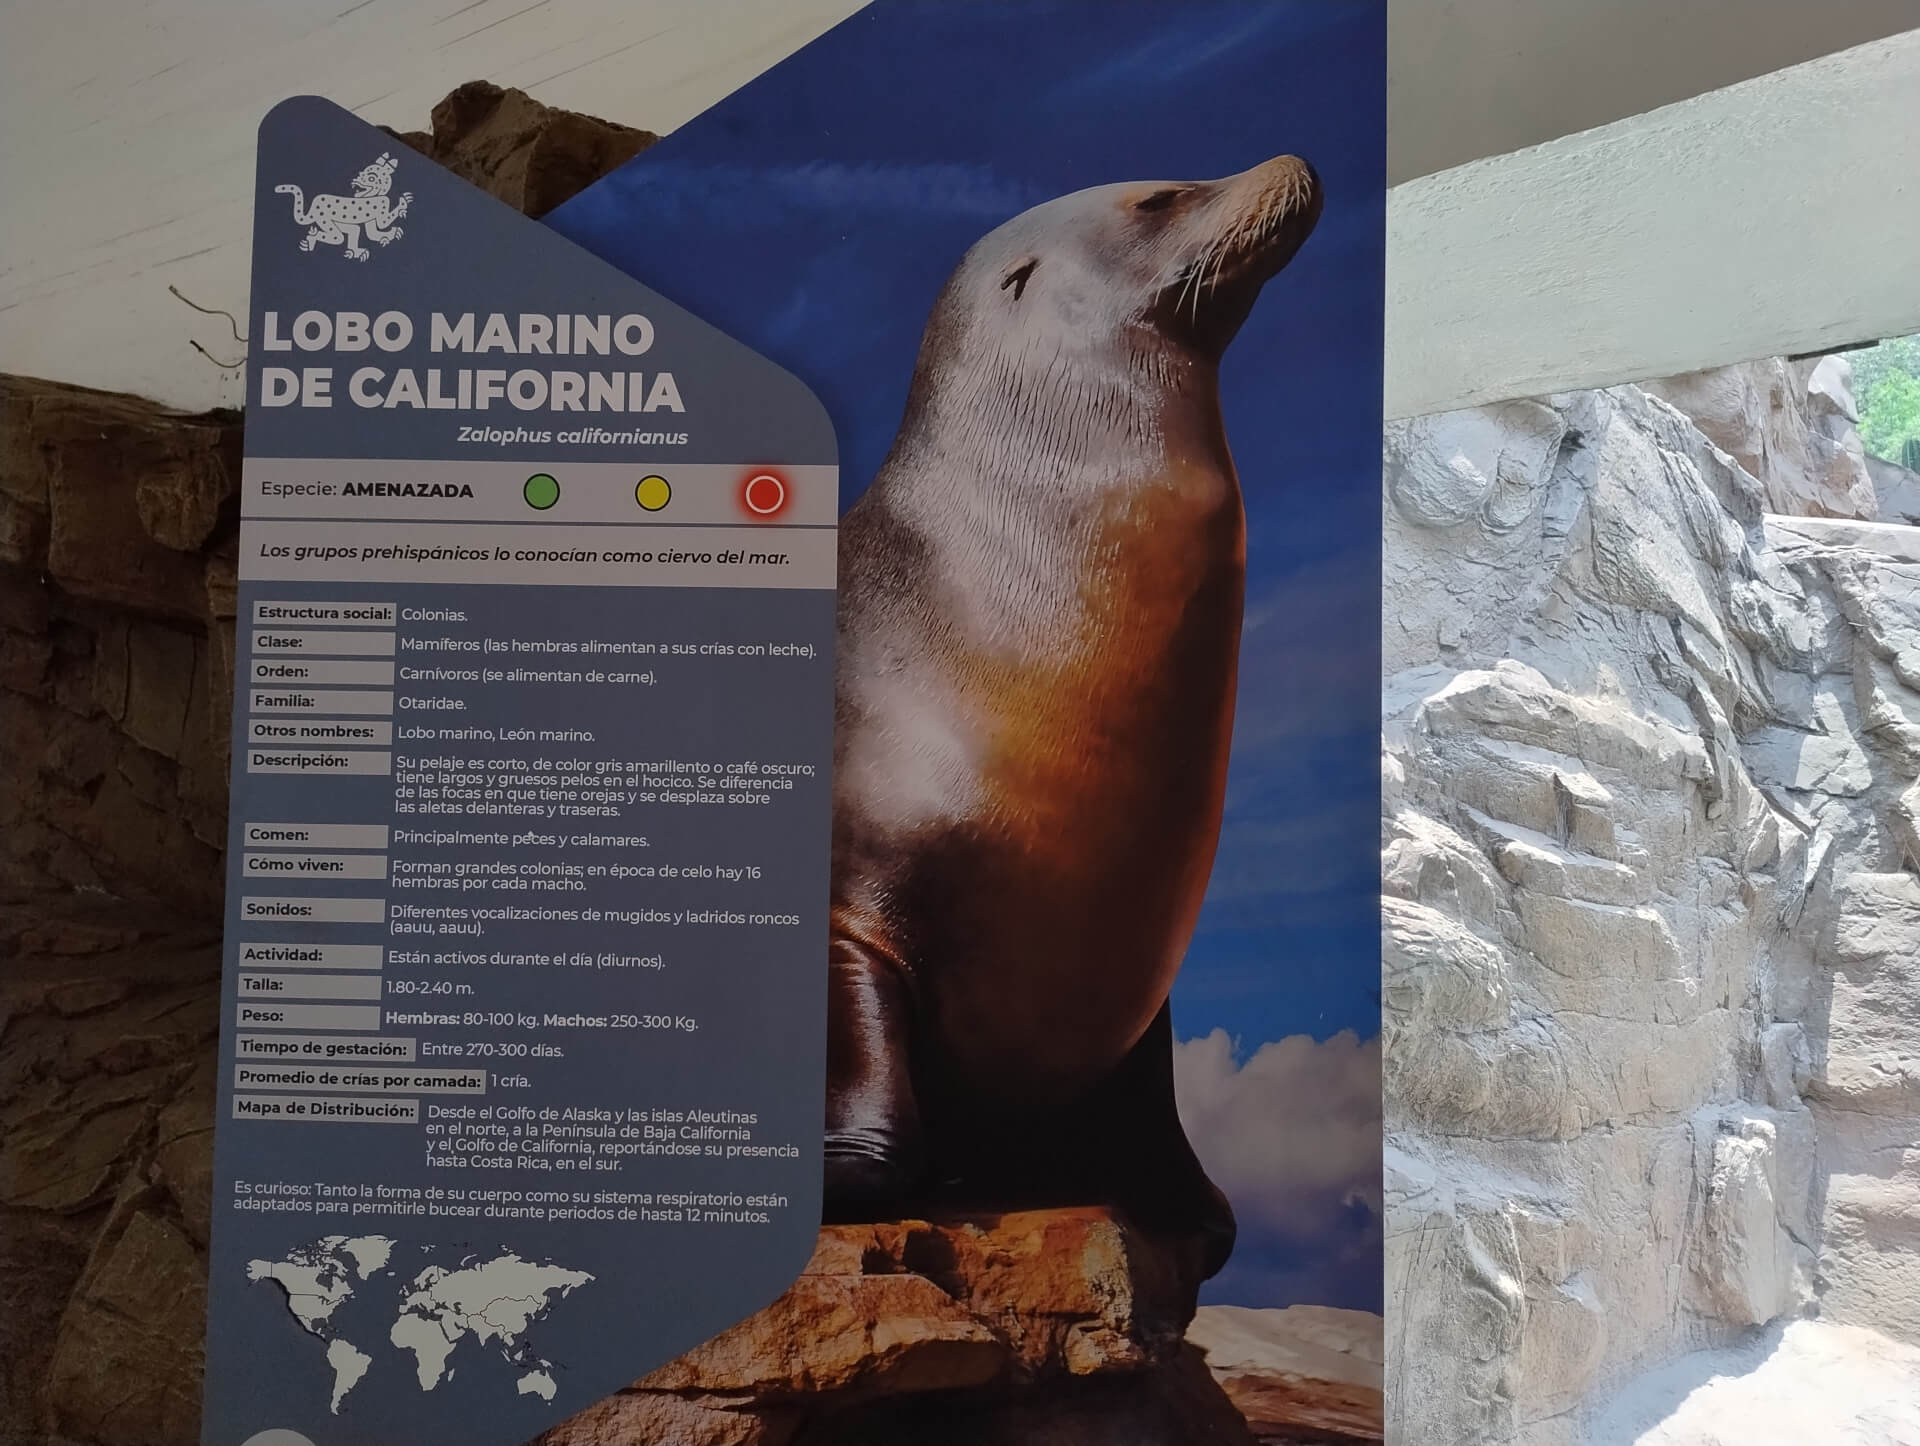 LOBO MARINO
DE CALIFORNIA
Zalophus californianus
Especie: AMENAZADA
Los grupos prehispánicos lo conocían como ciervo del mar.
Estructura social: Colonias.
Clase: Mamíferos (las hembras alimentan a sus crías con leche).
Orden: Carnívoros (se alimentan de carne).
Familia: Otaridae.
Otros nombres: Lobo marino, León marino.
Descripción: Su pelaje es corto, de color gris amarillento o café oscuro;
tiene largos y gruesos pelos en el hocico. Se diferencia
de las focas en que tiene orejas y se desplaza sobre
las aletas delanteras y traseras.
Comen: Principalmente peces y calamares.
Cómo viven: Forman grandes colonias; en época de celo hay 16
hembras por cada macho.
Sonidos: Diferentes vocalizaciones de mugidos y ladridos roncos
(aauu, aauu).
Actividad: Están activos durante el día (diurnos).
Talla: 1.80-2.40 m.
Peso: Hembras: 80-100 kg. Machos: 250-300 Kg.
Tiempo de gestación: Entre 270-300 días.
Promedio de crías por camada: 1 cría.
Mapa de Distribución: Desde el Golfo de Alaska y las islas Aleutinas
en el norte, a la Península de Baja California
y el Golfo de California, reportándose su presencia
hasta Costa Rica, en el sur.
Es curioso: Tanto la forma de su cuerpo como su sistema respiratorio están
adaptados para permitirle bucear durante periodos de hasta 12 minutos.